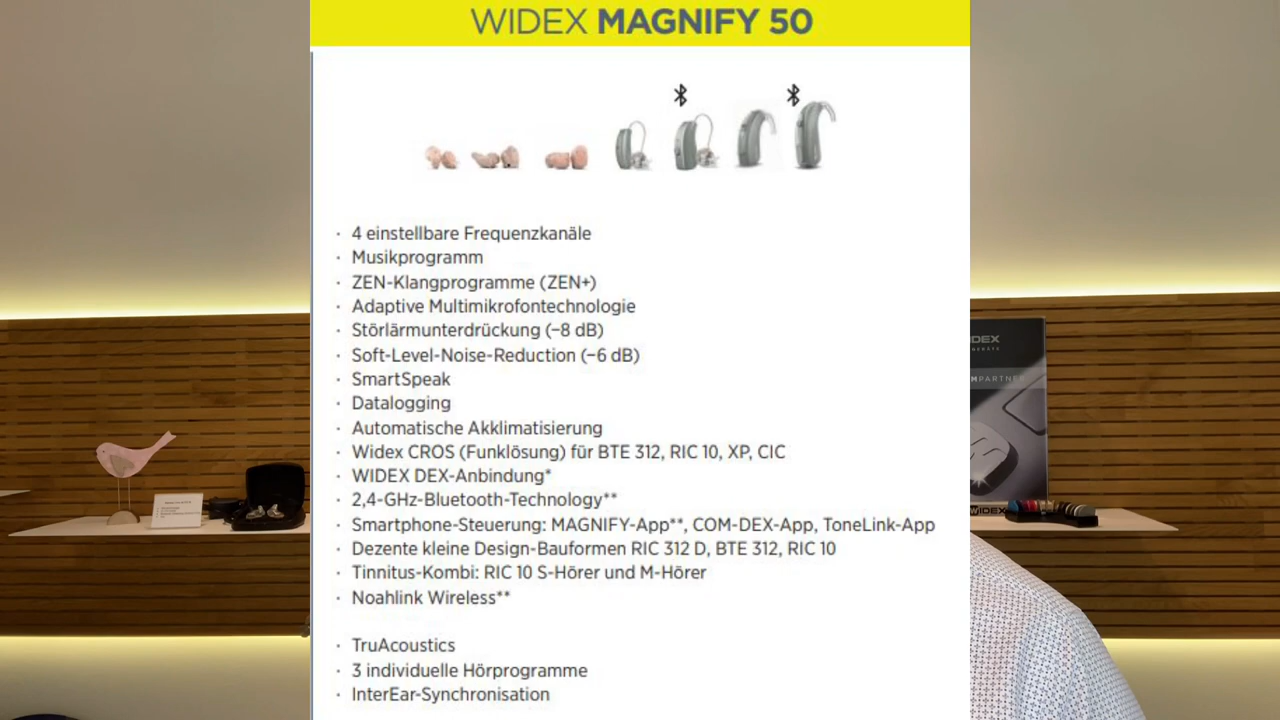 WIDEX MAGNIFY 50
· 4 einstellbare Frequenzkanäle
· Musikprogramm
· ZEN-Klangprogramme (ZEN+)
· Adaptive Multimikrofontechnologie
· Störlärmunterdrückung (−8 dB)
· Soft-Level-Noise-Reduction (−6 dB)
· SmartSpeak
· Datalogging
· Automatische Akklimatisierung
· Widex CROS (Funklösung) für BTE 312, RIC 10, XP, CIC
· WIDEX DEX-Anbindung*
· 2,4-GHz-Bluetooth-Technology**
· Smartphone-Steuerung: MAGNIFY-App**, COM-DEX-App, ToneLink-App
· Dezente kleine Design-Bauformen RIC 312 D, BTE 312, RIC 10
· Tinnitus-Kombi: RIC 10 S-Hörer und M-Hörer
· Noahlink Wireless**
· TruAcoustics
· 3 individuelle Hörprogramme
· InterEar-Synchronisation
IDEX
MPARTNER
WIDEX